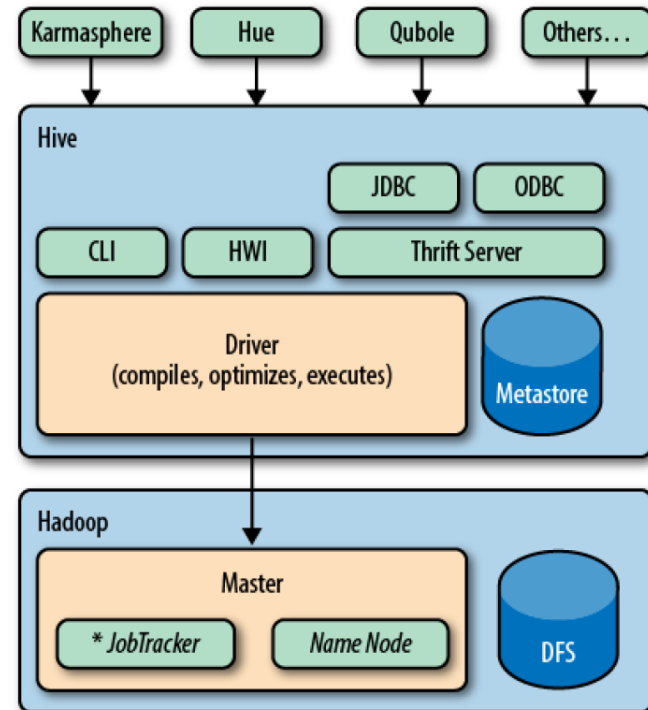 Karmasphere
Hue
Qubole
Others...
Hive
JDBC
ODBC
CLI
HWI
Thrift Server
Driver
(compiles, optimizes, executes)
Metastore
Hadoop
Master
* JobTracker
Name Node
DFS